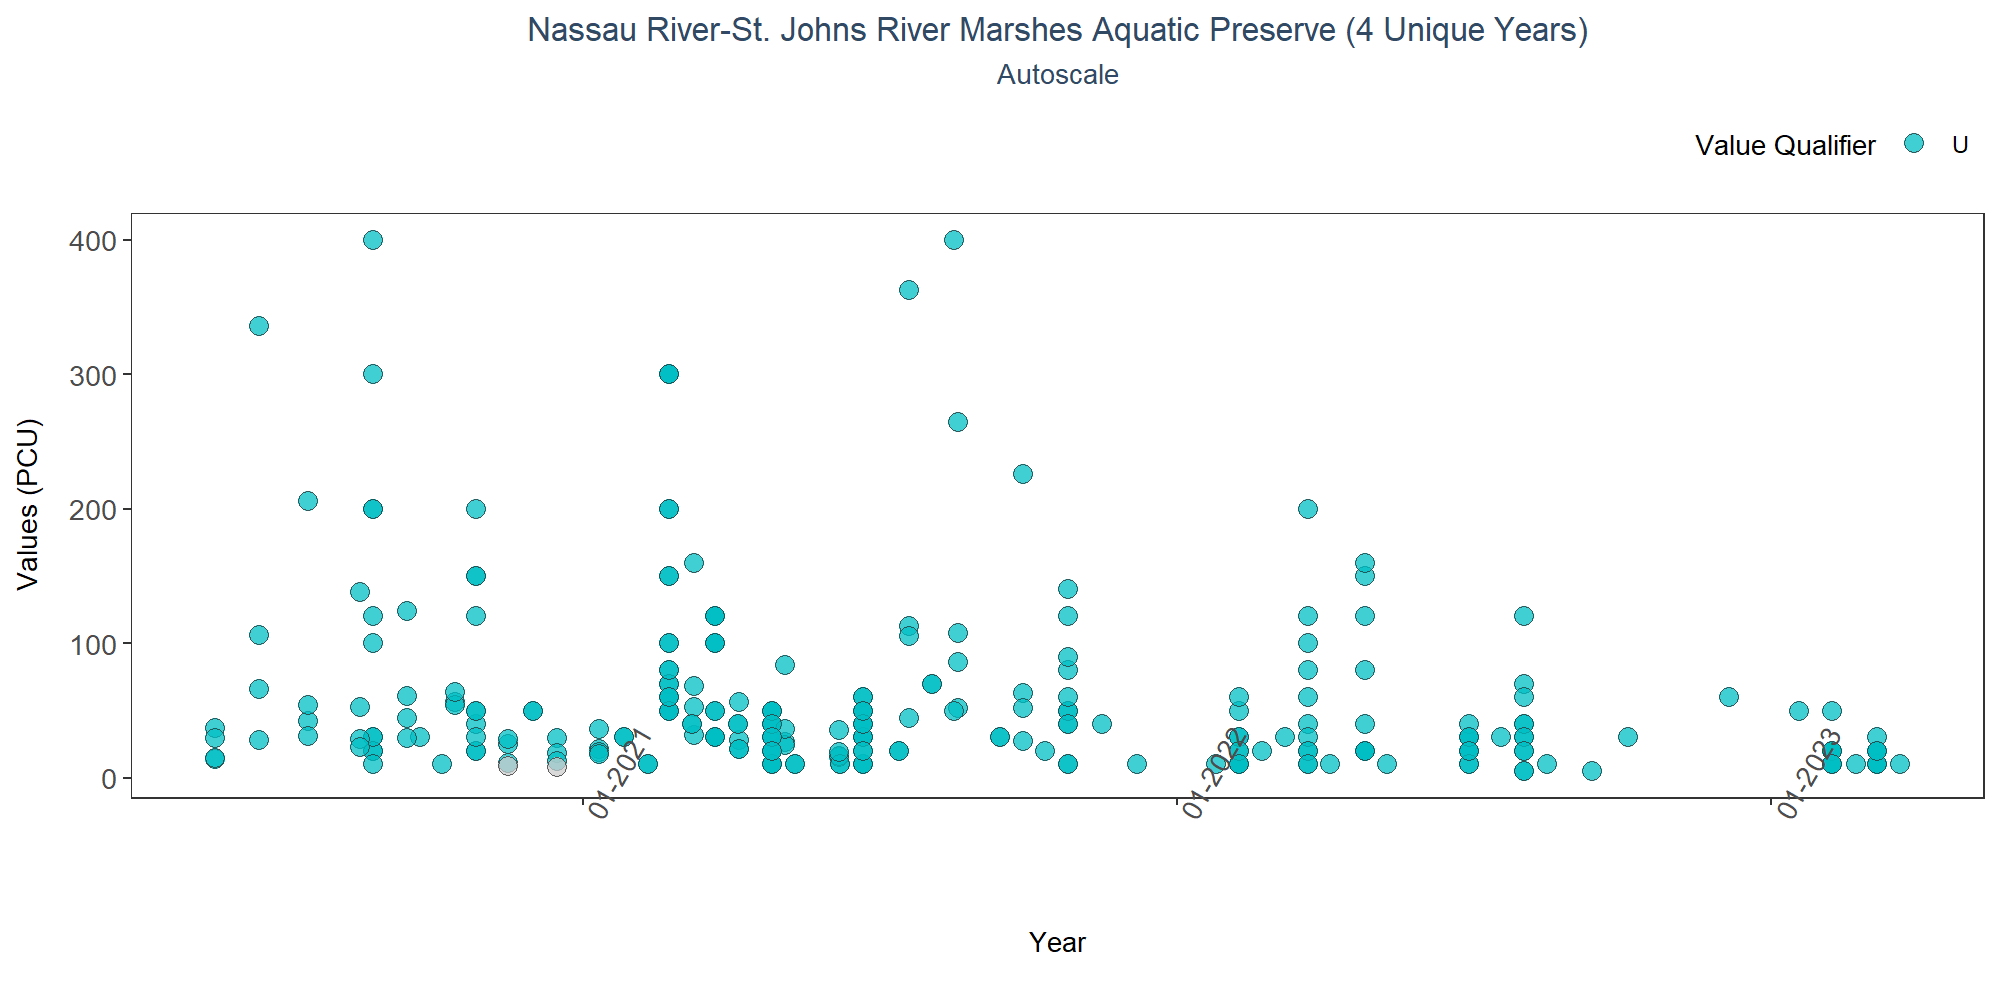 Nassau River-St. Johns River Marshes Aquatic Preserve (4 Unique Years)
Autoscale
Value Qualifier U
Values (PCU)
400
300
200
100
0
01-2021
01-2022
01-2023
Year